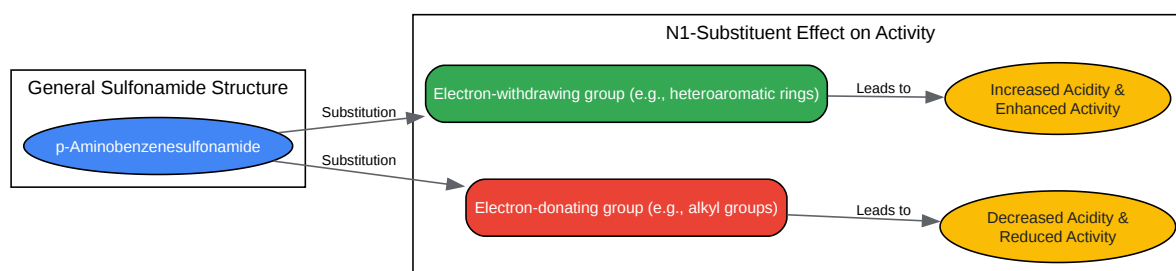 N1-Substituent Effect on Activity
General Sulfonamide Structure
p-Aminobenzenesulfonamide
Substitution
Substitution
Electron-withdrawing group (e.g., heteroaromatic rings)
Leads to
Increased Acidity &
Enhanced Activity
Electron-donating group (e.g., alkyl groups)
Leads to
Decreased Acidity &
Reduced Activity